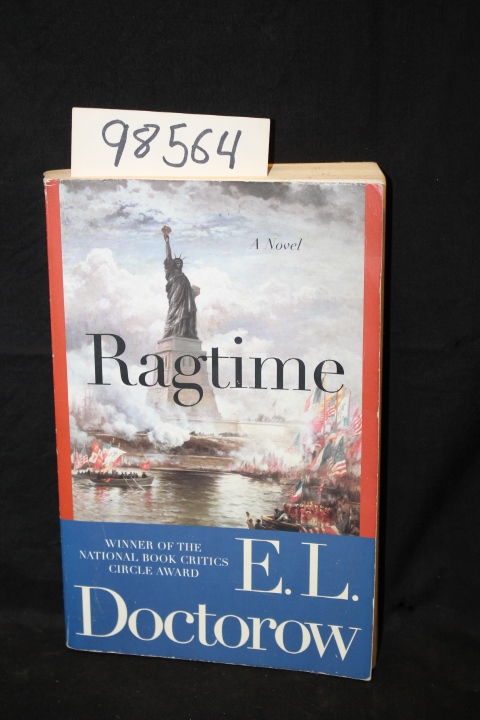 98564
A Novel
Ragtime
WINNER OF THE
NATIONAL BOOK CRITICS
CIRCLE AWARD
E. L.
Doctorow